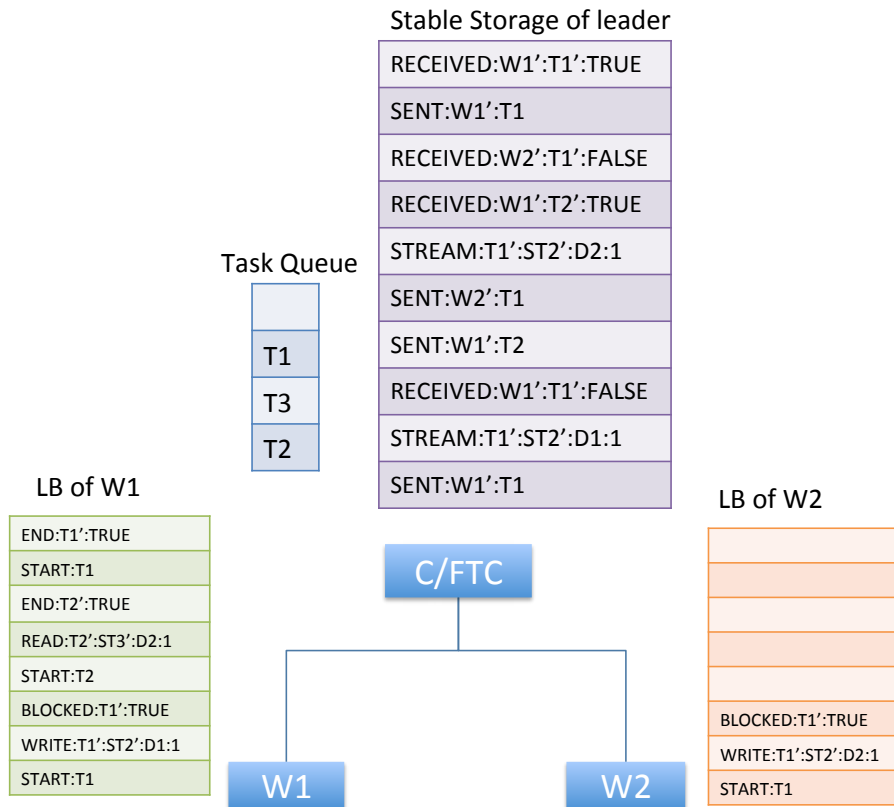 Stable Storage of leader
RECEIVED:W1’:T1’:TRUE
SENT:W1’:T1
RECEIVED:W2’:T1’:FALSE
RECEIVED:W1’:T2’:TRUE
STREAM:T1’:ST2’:D2:1
SENT:W2’:T1
SENT:W1’:T2
RECEIVED:W1’:T1’:FALSE
STREAM:T1’:ST2’:D1:1
SENT:W1’:T1
Task Queue
T1
T3
T2
LB of W1
END:T1’:TRUE
START:T1
END:T2’:TRUE
READ:T2’:ST3’:D2:1
START:T2
BLOCKED:T1’:TRUE
WRITE:T1’:ST2’:D1:1
START:T1
C/FTC
W1
W2
LB of W2
BLOCKED:T1’:TRUE
WRITE:T1’:ST2’:D2:1
START:T1